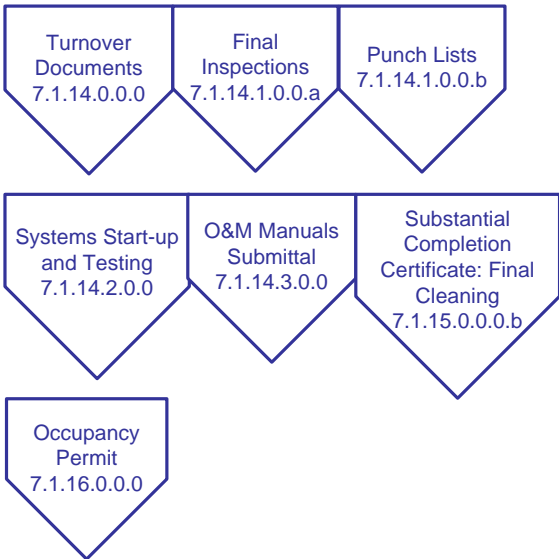 Turnover
Documents
7.1.14.0.0.0
Final
Inspections
7.1.14.1.0.0.a
Punch Lists
7.1.14.1.0.0.b
Systems Start-up
and Testing
7.1.14.2.0.0
O&M Manuals
Submittal
7.1.14.3.0.0
Substantial
Completion
Certificate: Final
Cleaning
7.1.15.0.0.0.b
Occupancy
Permit
7.1.16.0.0.0